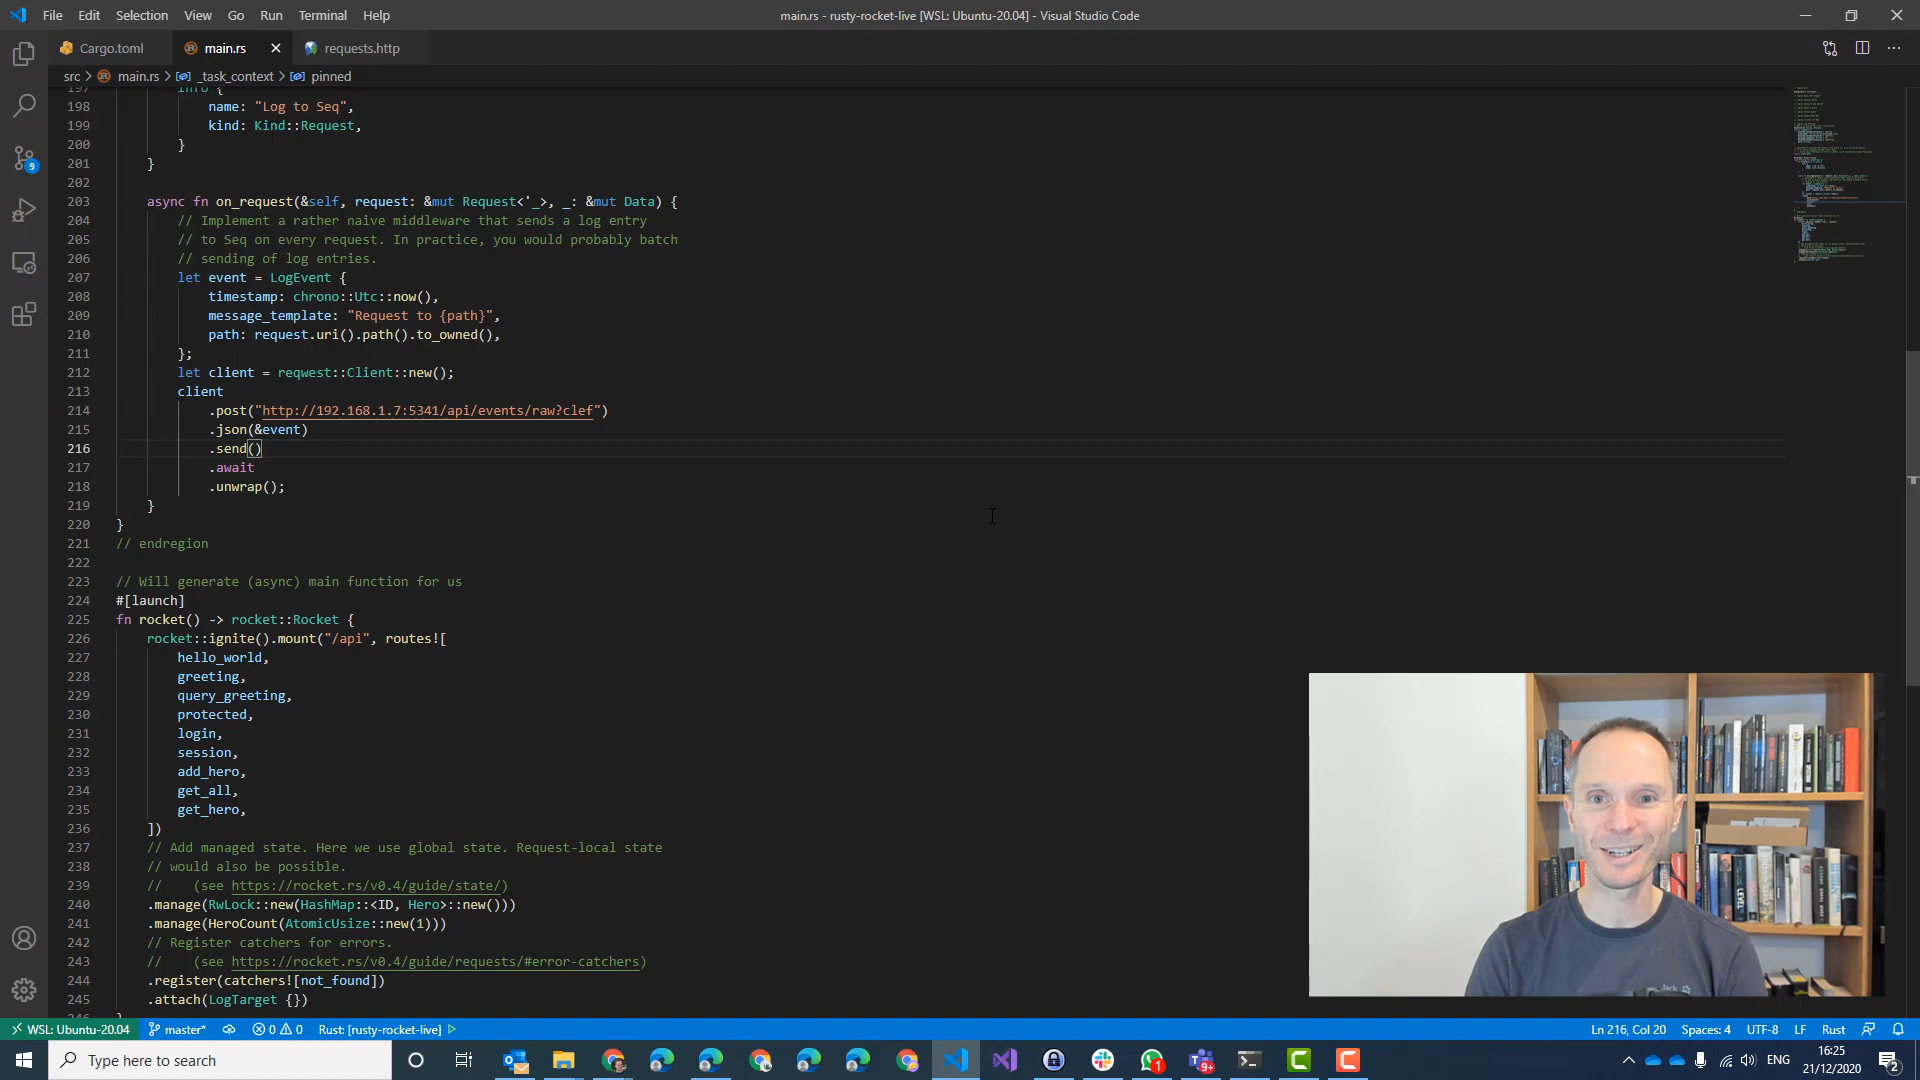 File Edit Selection View Go Run Terminal Help
main.rs - rusty-rocket-live [WSL: Ubuntu-20.04] - Visual Studio Code
Cargo.toml main.rs requests.http
src > main.rs > _task_context > pinned
197 Info {
198 name: "Log to Seq",
199 kind: Kind::Request,
200 }
201 }
202
203 async fn on_request(&self, request: &mut Request<'_>, _: &mut Data) {
204 // Implement a rather naive middleware that sends a log entry
205 // to Seq on every request. In practice, you would probably batch
206 // sending of log entries.
207 let event = LogEvent {
208 timestamp: chrono::Utc::now(),
209 message_template: "Request to {path}",
210 path: request.uri().path().to_owned(),
211 };
212 let client = reqwest::Client::new();
213 client
214 .post("http://192.168.1.7:5341/api/events/raw?clef")
215 .json(&event)
216 .send()
217 .await
218 .unwrap();
219 }
220 }
221 // endregion
222
223 // Will generate (async) main function for us
224 #[launch]
225 fn rocket() -> rocket::Rocket {
226 rocket::ignite().mount("/api", routes![
227 hello_world,
228 greeting,
229 query_greeting,
230 protected,
231 login,
232 session,
233 add_hero,
234 get_all,
235 get_hero,
236 ])
237 // Add managed state. Here we use global state. Request-local state
238 // would also be possible.
239 // (see https://rocket.rs/v0.4/guide/state/)
240 .manage(RwLock::new(HashMap::<ID, Hero>::new()))
241 .manage(HeroCount(AtomicUsize::new(1)))
242 // Register catchers for errors.
243 // (see https://rocket.rs/v0.4/guide/requests/#error-catchers)
244 .register(catchers![not_found])
245 .attach(LogTarget {})
9
WSL: Ubuntu-20.04 master* 0 0 Rust: [rusty-rocket-live]
Ln 216, Col 20 Spaces: 4 UTF-8 LF Rust
Type here to search
1
9+
ENG
16:25
21/12/2020
2